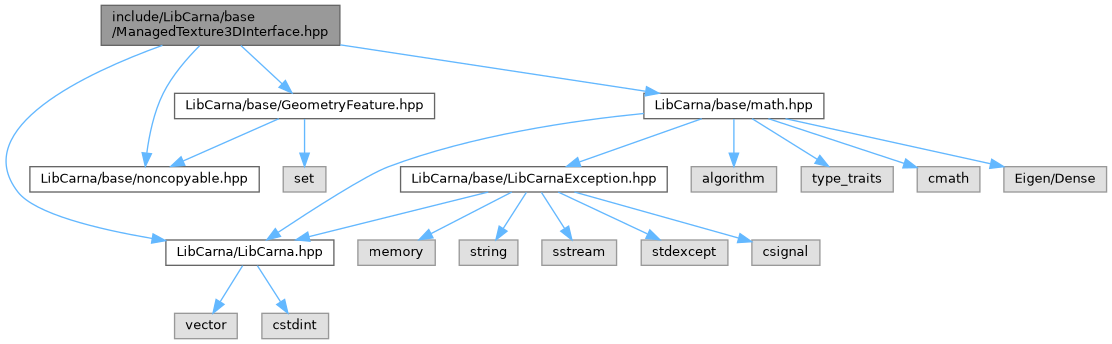 include/LibCarna/base
/ManagedTexture3DInterface.hpp
LibCarna/base/GeometryFeature.hpp
LibCarna/base/math.hpp
LibCarna/base/noncopyable.hpp
set
LibCarna/base/LibCarnaException.hpp
algorithm
type_traits
cmath
Eigen/Dense
LibCarna/LibCarna.hpp
memory
string
sstream
stdexcept
csignal
vector
cstdint